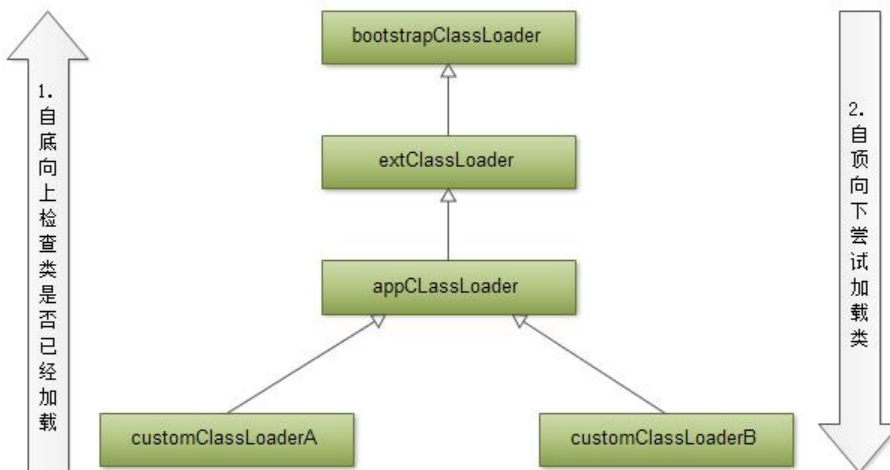 bootstrapClassLoader
1.自底向上检查类是否已经加载
2.自顶向下尝试加载类
extClassLoader
appCLassLoader
customClassLoaderA
customClassLoaderB